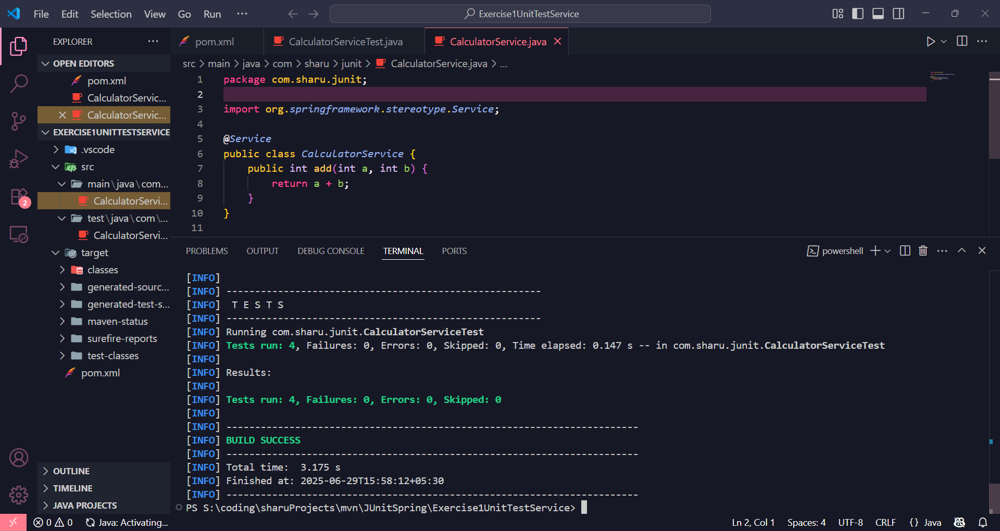 File Edit Selection View Go Run ···
Exercise1UnitTestService
EXPLORER ···
OPEN EDITORS
pom.xml
CalculatorServic...
CalculatorServic...
EXERCISE1UNITTESTSERVICE
.vscode
src
main\java\com...
CalculatorServi...
test\java\com\...
CalculatorServi...
target
classes
generated-sourc...
generated-test-s...
maven-status
surefire-reports
test-classes
pom.xml
OUTLINE
TIMELINE
JAVA PROJECTS
2
pom.xml CalculatorServiceTest.java CalculatorService.java
src > main > java > com > sharu > junit > CalculatorService.java > ...
1 package com.sharu.junit;
2
3 import org.springframework.stereotype.Service;
4
5 @Service
6 public class CalculatorService {
7 public int add(int a, int b) {
8 return a + b;
9 }
10 }
11
PROBLEMS OUTPUT DEBUG CONSOLE TERMINAL PORTS
powershell
[INFO]
[INFO] -------------------------------------------------------
[INFO]  T E S T S
[INFO] -------------------------------------------------------
[INFO] Running com.sharu.junit.CalculatorServiceTest
[INFO] Tests run: 4, Failures: 0, Errors: 0, Skipped: 0, Time elapsed: 0.147 s -- in com.sharu.junit.CalculatorServiceTest
[INFO]
[INFO] Results:
[INFO]
[INFO] Tests run: 4, Failures: 0, Errors: 0, Skipped: 0
[INFO]
[INFO] ------------------------------------------------------------------------
[INFO] BUILD SUCCESS
[INFO] ------------------------------------------------------------------------
[INFO] Total time:  3.175 s
[INFO] Finished at: 2025-06-29T15:58:12+05:30
[INFO] ------------------------------------------------------------------------
PS S:\coding\sharuProjects\mvn\JUnitSpring\Exercise1UnitTestService>
0 0 Java: Activating... Ln 2, Col 1 Spaces: 4 UTF-8 CRLF {} Java